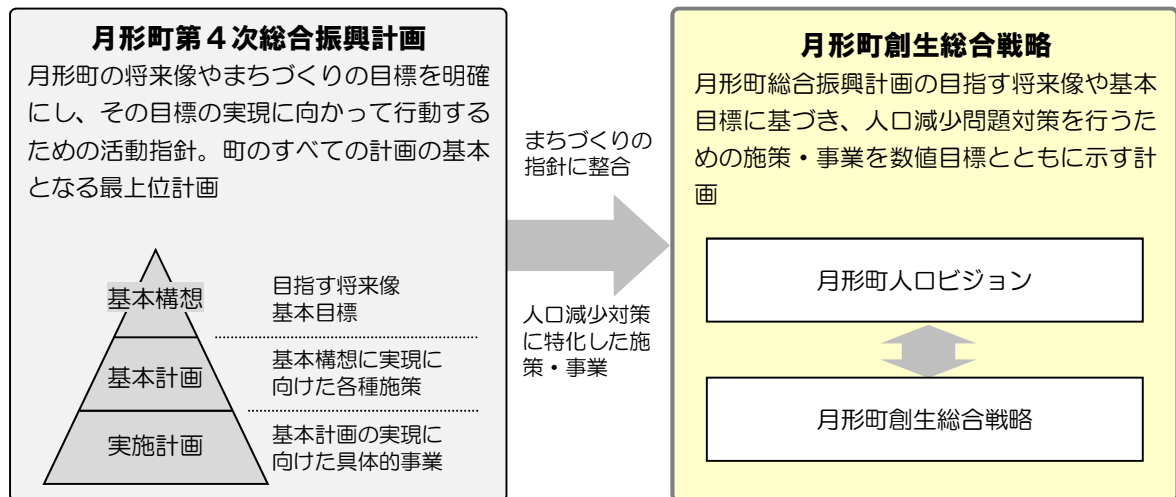 月形町第４次総合振興計画
月形町の将来像やまちづくりの目標を明確
にし、その目標の実現に向かって行動する
ための活動指針。町のすべての計画の基本
となる最上位計画
基本構想
目指す将来像
基本目標
基本計画
基本構想に実現に
向けた各種施策
実施計画
基本計画の実現に
向けた具体的事業
まちづくりの
指針に整合
人口減少対策
に特化した施
策・事業
月形町創生総合戦略
月形町総合振興計画の目指す将来像や基本
目標に基づき、人口減少問題対策を行うた
めの施策・事業を数値目標とともに示す計
画
月形町人口ビジョン
月形町創生総合戦略